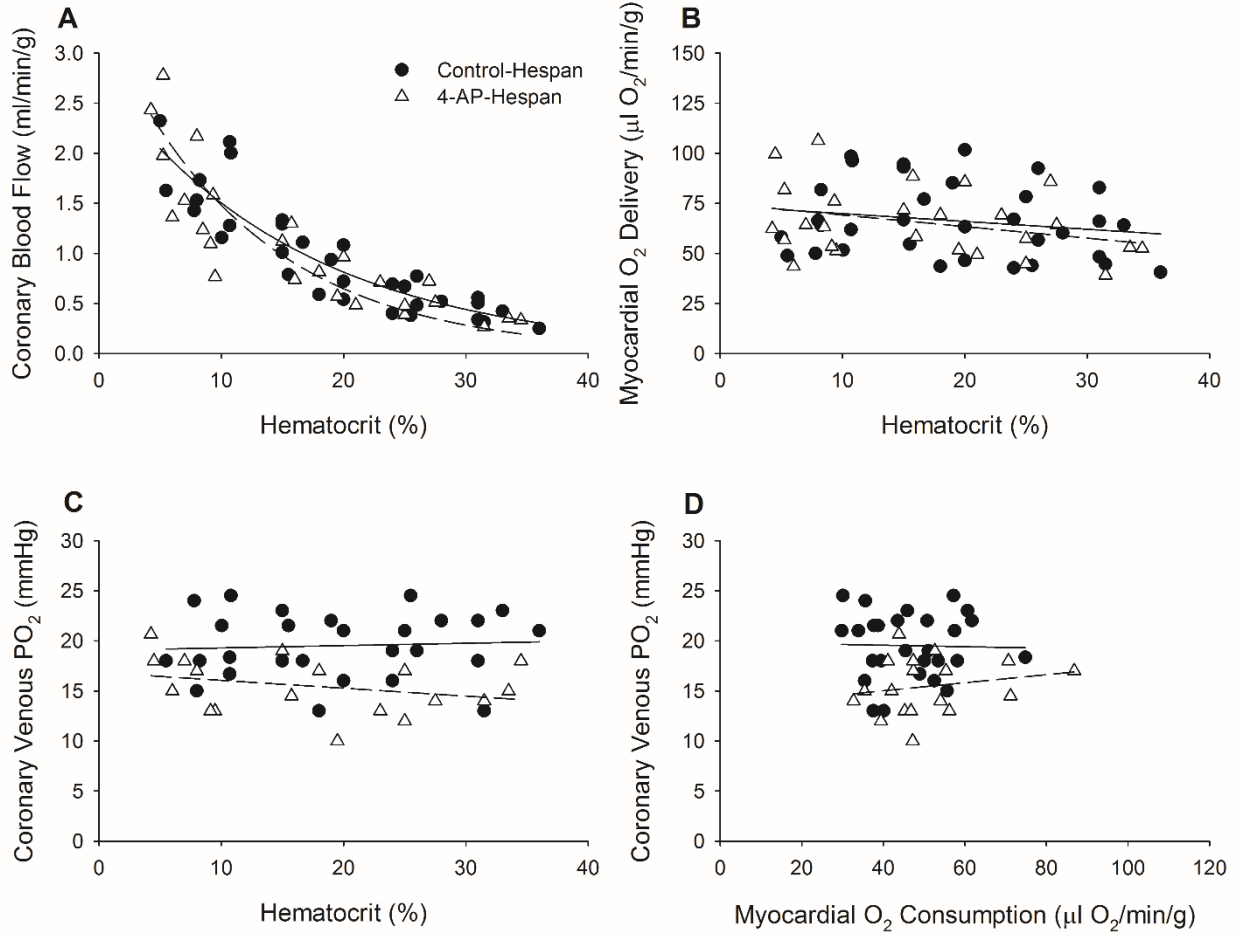 A
Coronary Blood Flow (ml/min/g)
3.0
2.5
2.0
1.5
1.0
0.5
0.0
Control-Hespan
4-AP-Hespan
0 10 20 30 40
Hematocrit (%)
B
Myocardial O2 Delivery (μl O2/min/g)
150
125
100
75
50
25
0
0 10 20 30 40
Hematocrit (%)
C
Coronary Venous PO2 (mmHg)
30
25
20
15
10
5
0
0 10 20 30 40
Hematocrit (%)
D
Coronary Venous PO2 (mmHg)
30
25
20
15
10
5
0
0 20 40 60 80 100 120
Myocardial O2 Consumption (μl O2/min/g)